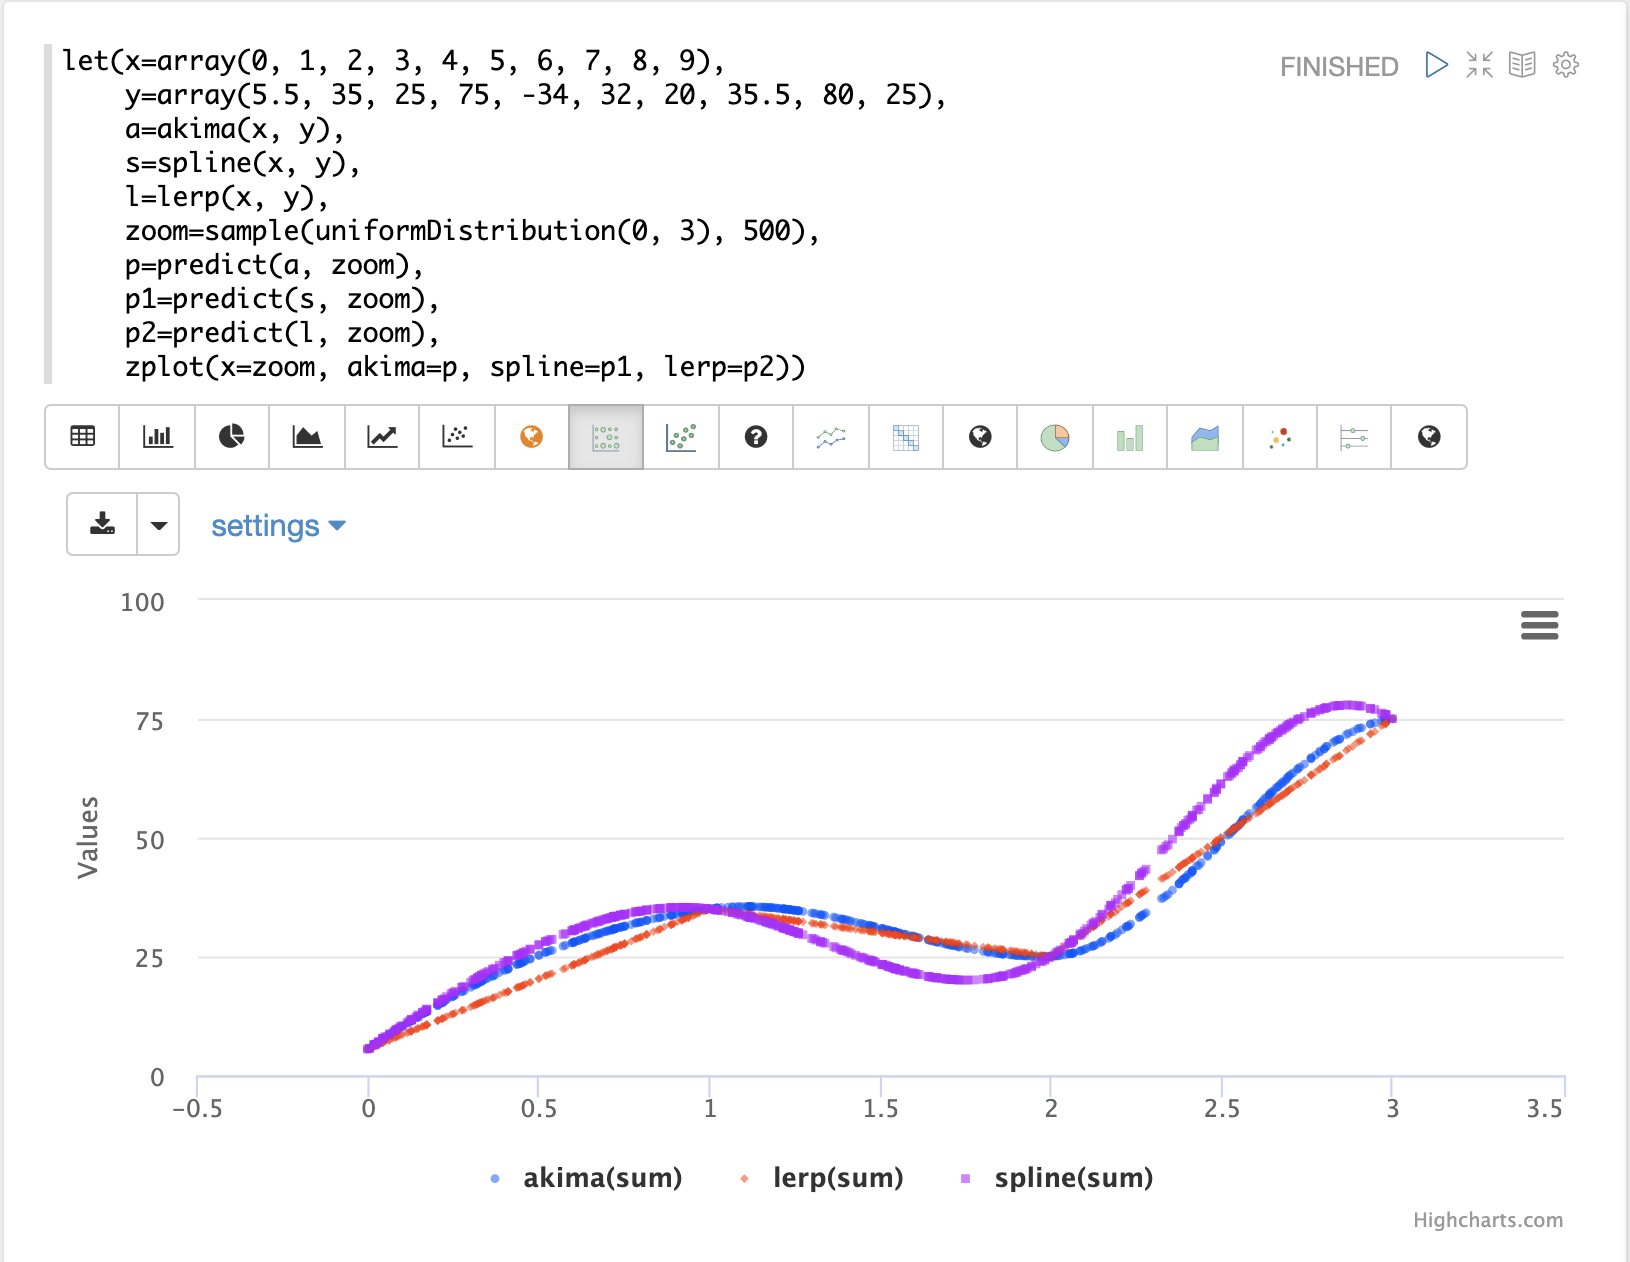 let(x=array(0, 1, 2, 3, 4, 5, 6, 7, 8, 9),
    y=array(5.5, 35, 25, 75, -34, 32, 20, 35.5, 80, 25),
    a=akima(x, y),
    s=spline(x, y),
    l=lerp(x, y),
    zoom=sample(uniformDistribution(0, 3), 500),
    p=predict(a, zoom),
    p1=predict(s, zoom),
    p2=predict(l, zoom),
    zplot(x=zoom, akima=p, spline=p1, lerp=p2))
FINISHED
?
settings
100
75
50
25
0
Values
−0.5 0 0.5 1 1.5 2 2.5 3 3.5
akima(sum) lerp(sum) spline(sum)
Highcharts.com